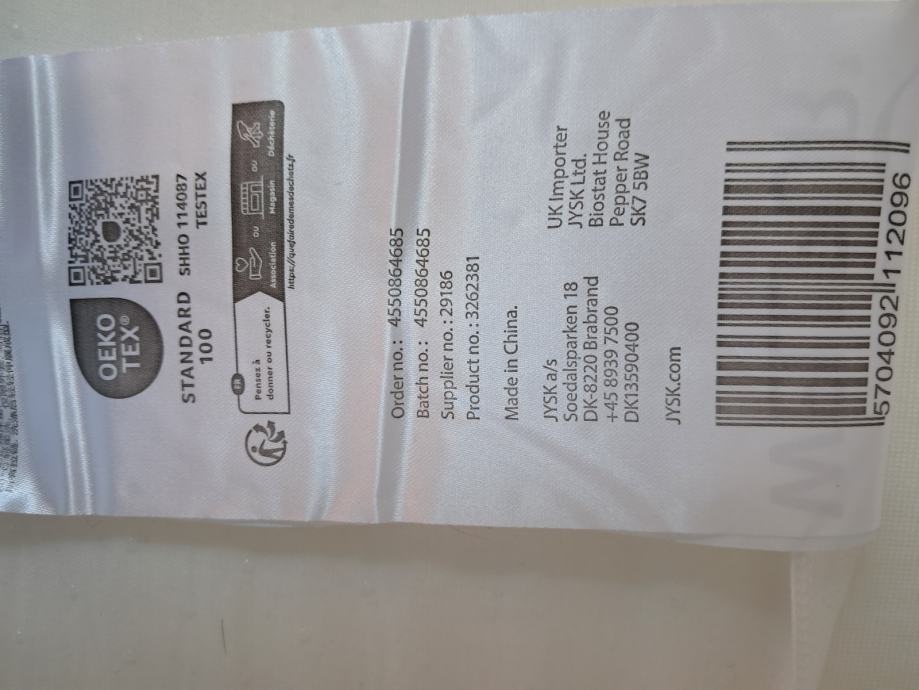 OEKO
TEX®
STANDARD
100
SHHO 114087
TESTEX
FR
Pensez à
donner ou recycler.
Association
OU
Magasin
OU
Déchèterie
https://quefairedemesdechets.fr
Order no.: 4550864685
Batch no.: 4550864685
Supplier no.: 29186
Product no.: 3262381
Made in China.
JYSK a/s
Soedalsparken 18
DK-8220 Brabrand
+45 8939 7500
DK13590400
UK Importer
JYSK Ltd.
Biostat House
Pepper Road
SK7 5BW
JYSK.com
5704092112096